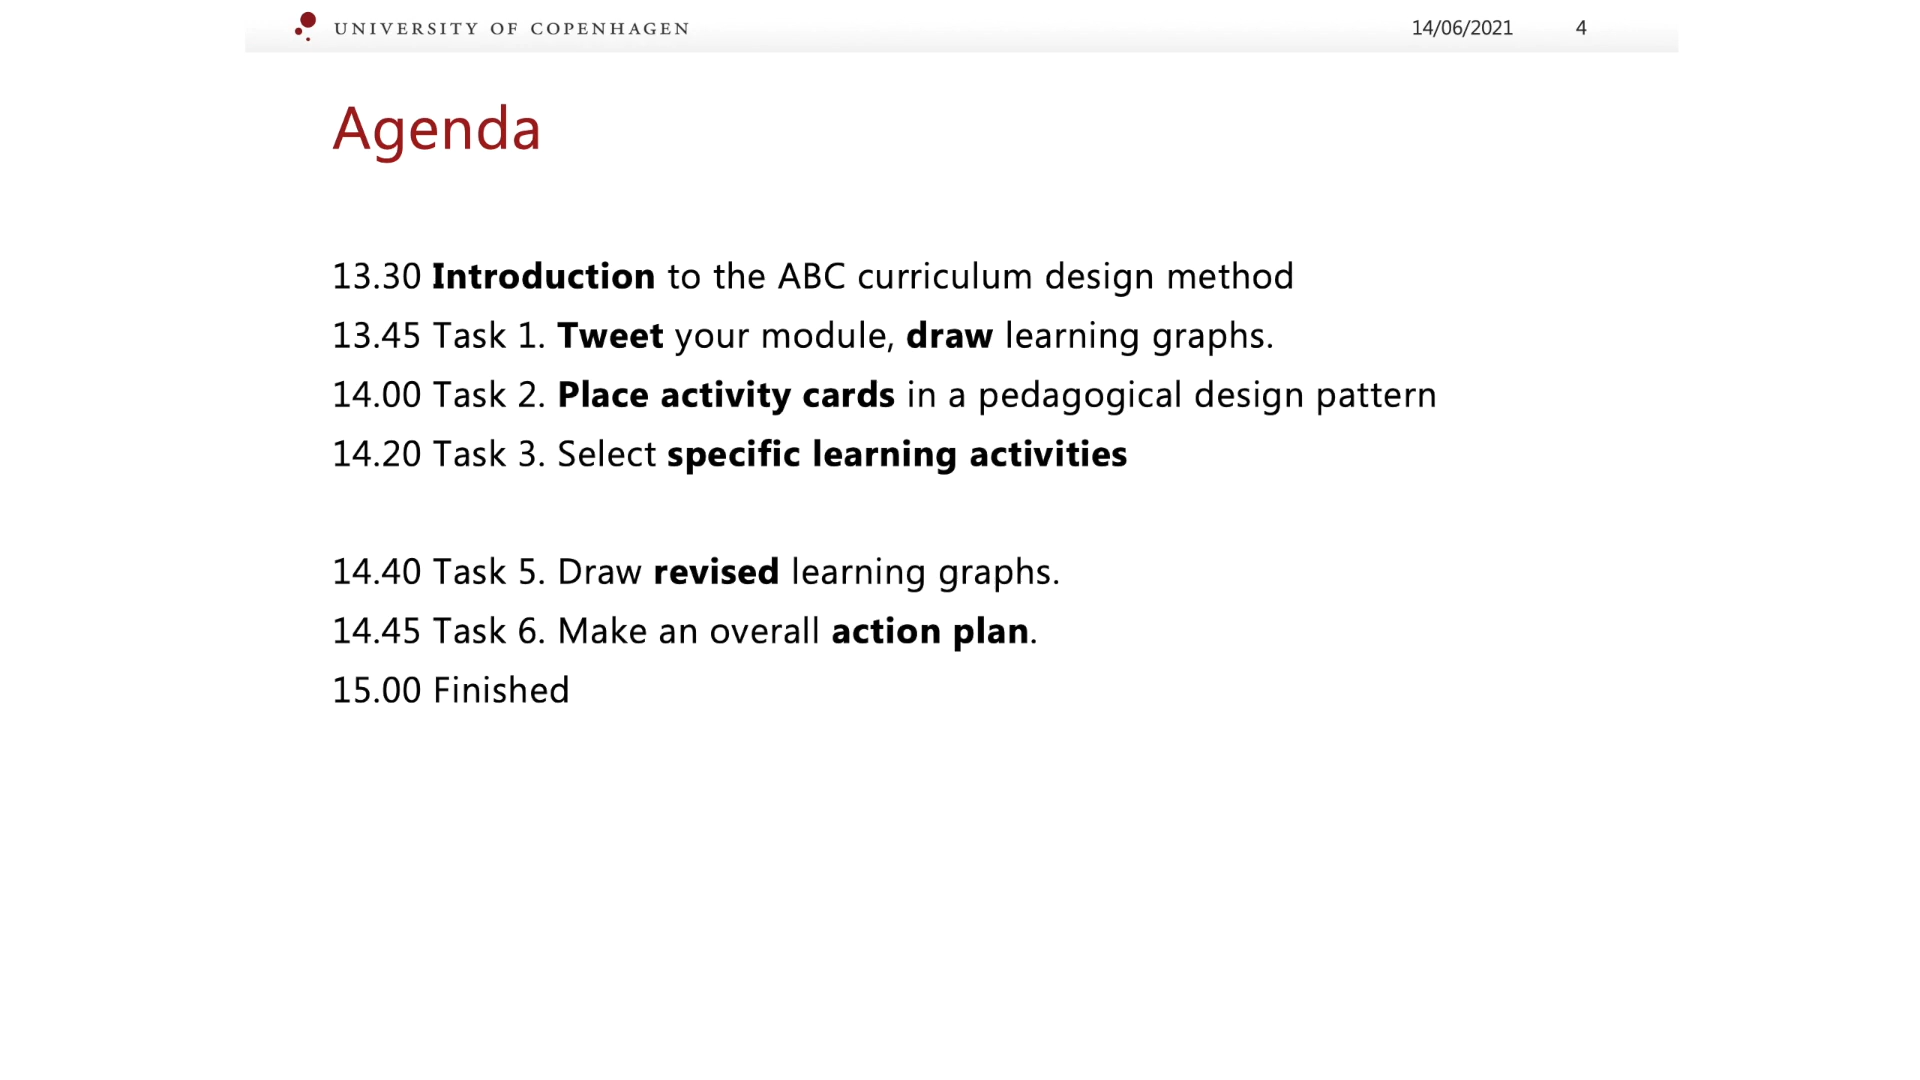 UNIVERSITY OF COPENHAGEN
14/06/2021 4
Agenda
13.30 Introduction to the ABC curriculum design method
13.45 Task 1. Tweet your module, draw learning graphs.
14.00 Task 2. Place activity cards in a pedagogical design pattern
14.20 Task 3. Select specific learning activities
14.40 Task 5. Draw revised learning graphs.
14.45 Task 6. Make an overall action plan.
15.00 Finished